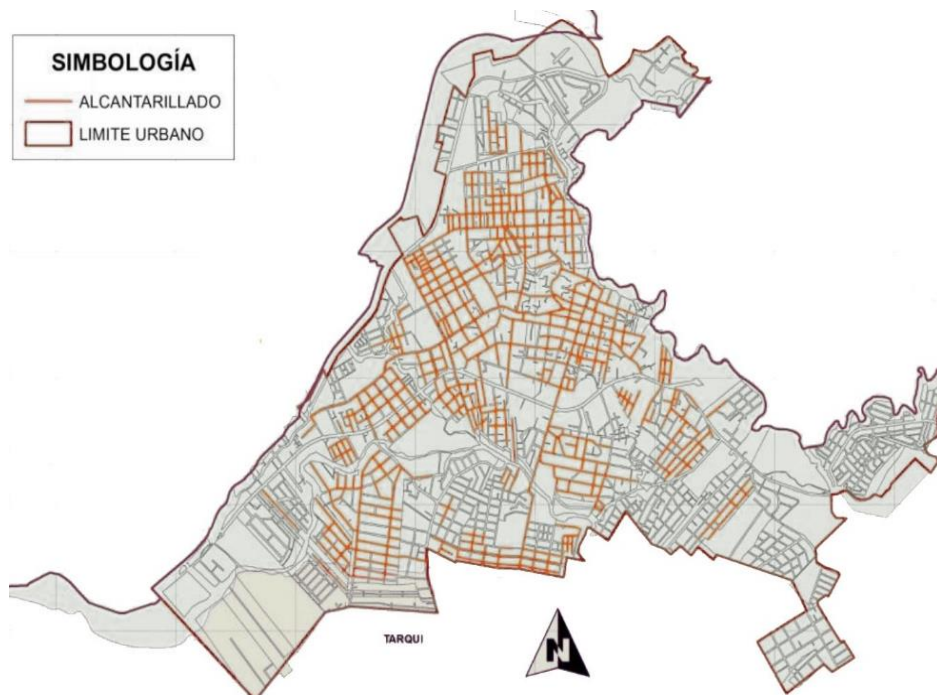 SIMBOLOGÍA
ALCANTARILLADO
LIMITE URBANO
TARQUI
N